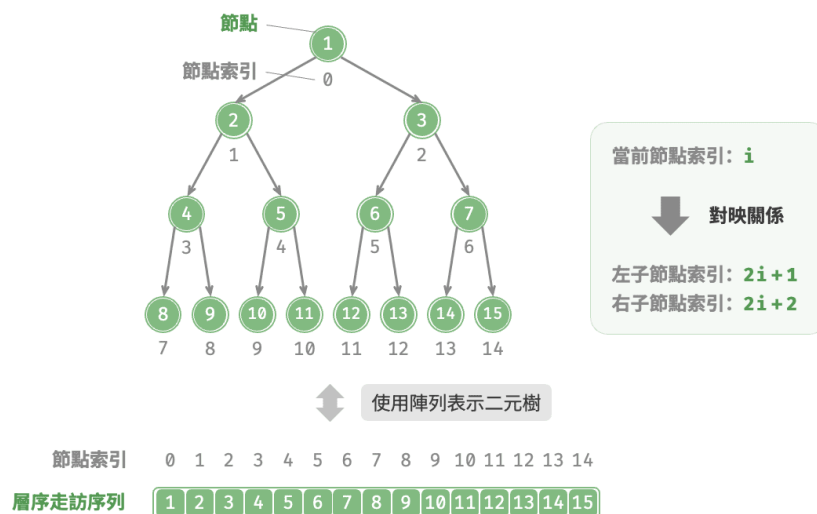 節點
1
節點索引
0
2 3
1 2
4 5 6 7
3 4 5 6
8 9 10 11 12 13 14 15
7 8 9 10 11 12 13 14
當前節點索引: i
對映關係
左子節點索引: 2i+1
右子節點索引: 2i+2
使用陣列表示二元樹
節點索引 0 1 2 3 4 5 6 7 8 9 10 11 12 13 14
層序走訪序列 1 2 3 4 5 6 7 8 9 10 11 12 13 14 15